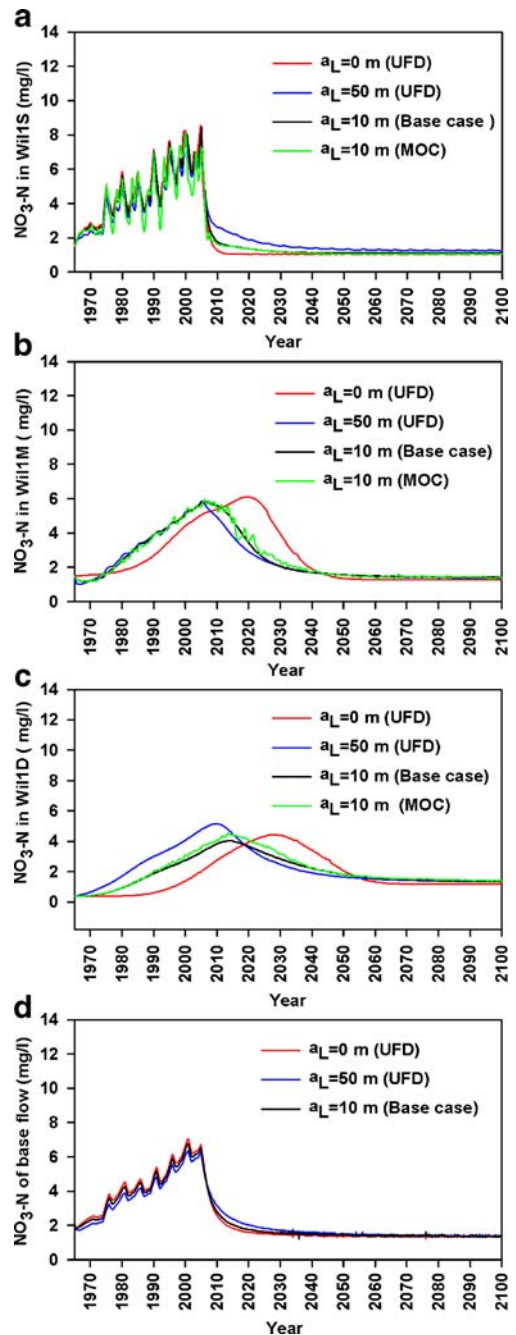 a
NO3-N in Wil1S (mg/l)
14
12
10
8
6
4
2
0
aL=0 m (UFD)
aL=50 m (UFD)
aL=10 m (Base case )
aL=10 m (MOC)
1970 1980 1990 2000 2010 2020 2030 2040 2050 2060 2070 2080 2090 2100
Year
b
NO3-N in Wil1M ( mg/l)
14
12
10
8
6
4
2
0
aL=0 m (UFD)
aL=50 m (UFD)
aL=10 m (Base case)
aL=10 m (MOC)
1970 1980 1990 2000 2010 2020 2030 2040 2050 2060 2070 2080 2090 2100
Year
c
NO3-N in Wil1D ( mg/l)
14
12
10
8
6
4
2
0
aL=0 m (UFD)
aL=50 m (UFD)
aL=10 m (Base case)
aL=10 m (MOC)
1970 1980 1990 2000 2010 2020 2030 2040 2050 2060 2070 2080 2090 2100
Year
d
NO3-N of base flow (mg/l)
14
12
10
8
6
4
2
0
aL=0 m (UFD)
aL=50 m (UFD)
aL=10 m (Base case)
1970 1980 1990 2000 2010 2020 2030 2040 2050 2060 2070 2080 2090 2100
Year